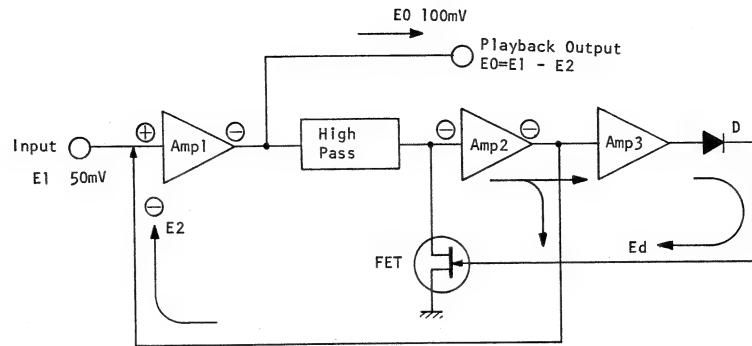 E0 100mV
Playback Output
E0=E1 - E2
Input
E1 50mV
⊕
Amp1
⊖
High
Pass
⊖
Amp2
⊖
Amp3
D
⊖
E2
FET
Ed